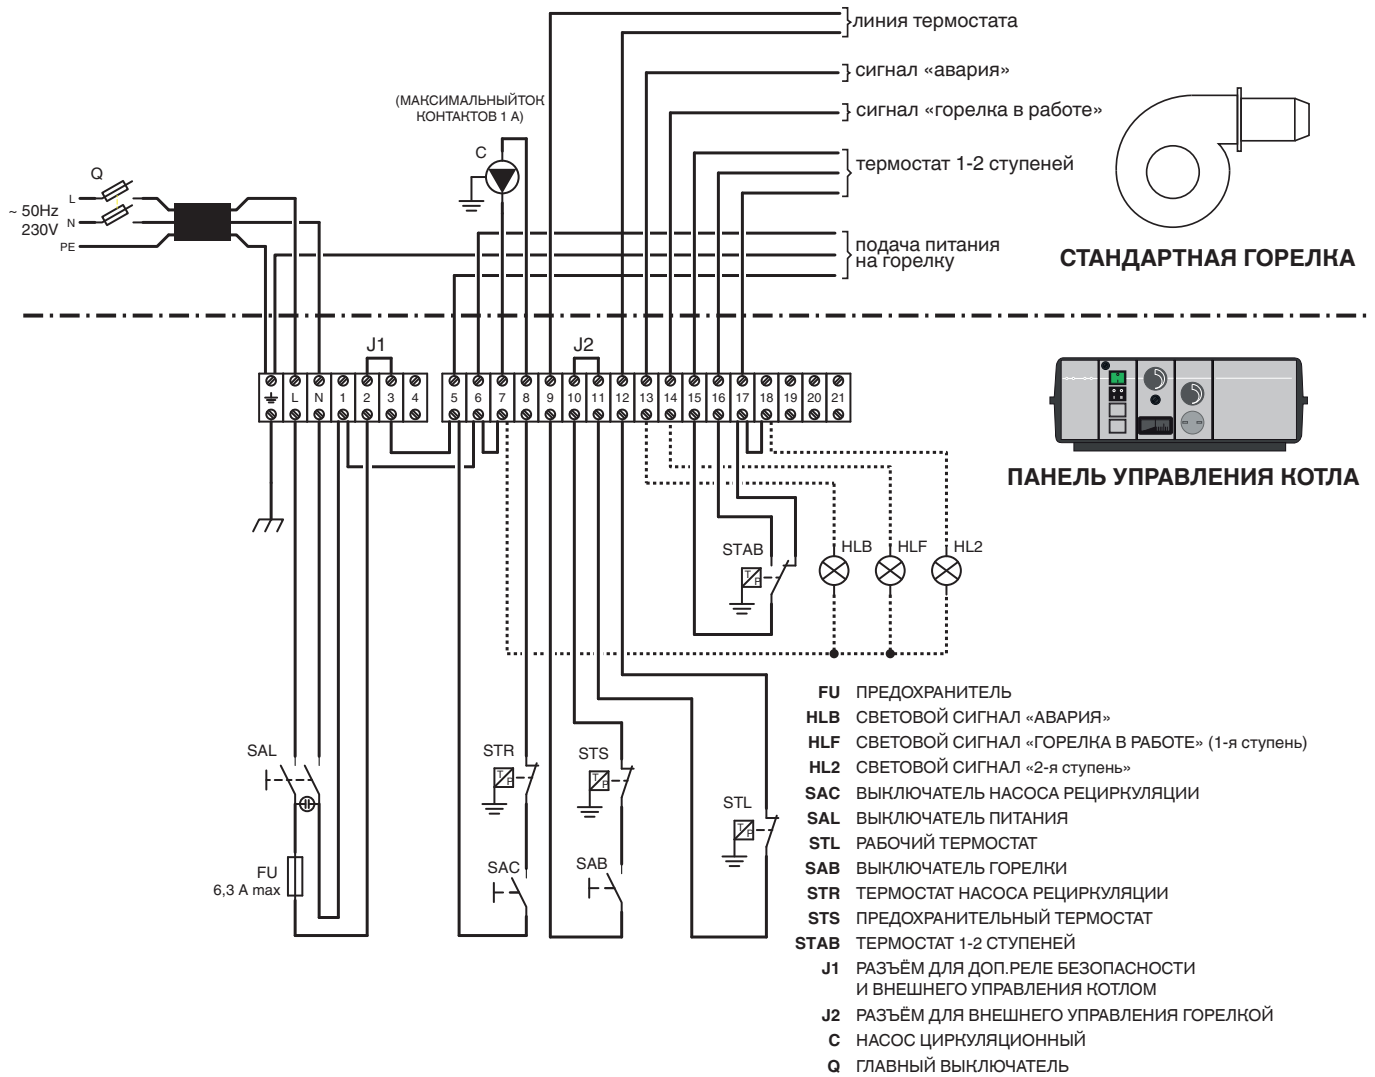 линия термостата
сигнал «авария»
(МАКСИМАЛЬНЫЙТОК
КОНТАКТОВ 1 А)
сигнал «горелка в работе»
C
термостат 1-2 ступеней
Q
L
~ 50Hz
230V
N
PE
подача питания
на горелку
СТАНДАРТНАЯ ГОРЕЛКА
J1
J2
L N 1 2 3 4
5 6 7 8 9 10 11 12 13 14 15 16 17 18 19 20 21
ПАНЕЛЬ УПРАВЛЕНИЯ КОТЛА
STAB
HLB
HLF
HL2
T
P
FU ПРЕДОХРАНИТЕЛЬ
HLB СВЕТОВОЙ СИГНАЛ «АВАРИЯ»
HLF СВЕТОВОЙ СИГНАЛ «ГОРЕЛКА В РАБОТЕ» (1-я ступень)
HL2 СВЕТОВОЙ СИГНАЛ «2-я ступень»
SAC ВЫКЛЮЧАТЕЛЬ НАСОСА РЕЦИРКУЛЯЦИИ
SAL ВЫКЛЮЧАТЕЛЬ ПИТАНИЯ
STL РАБОЧИЙ ТЕРМОСТАТ
SAB ВЫКЛЮЧАТЕЛЬ ГОРЕЛКИ
STR ТЕРМОСТАТ НАСОСА РЕЦИРКУЛЯЦИИ
STS ПРЕДОХРАНИТЕЛЬНЫЙ ТЕРМОСТАТ
STAB ТЕРМОСТАТ 1-2 СТУПЕНЕЙ
J1 РАЗЪЁМ ДЛЯ ДОП.РЕЛЕ БЕЗОПАСНОСТИ
И ВНЕШНЕГО УПРАВЛЕНИЯ КОТЛОМ
J2 РАЗЪЁМ ДЛЯ ВНЕШНЕГО УПРАВЛЕНИЯ ГОРЕЛКОЙ
C НАСОС ЦИРКУЛЯЦИОННЫЙ
Q ГЛАВНЫЙ ВЫКЛЮЧАТЕЛЬ
SAL
STR
T
P
STS
T
P
STL
T
P
FU
6,3 A max
SAC
SAB